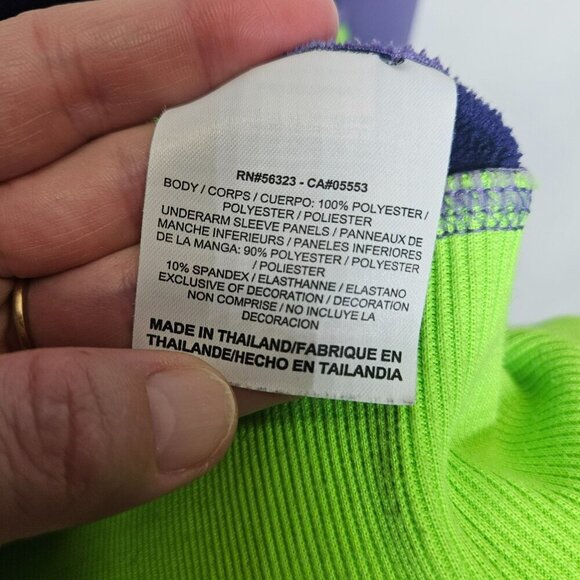 RN#56323 - CA#05553
BODY / CORPS / CUERPO: 100% POLYESTER /
POLYESTER / POLIESTER
UNDERARM SLEEVE PANELS / PANNEAUX DE
MANCHE INFERIEURS / PANELES INFERIORES
DE LA MANGA: 90% POLYESTER / POLYESTER
/ POLIESTER
10% SPANDEX / ELASTHANNE / ELASTANO
EXCLUSIVE OF DECORATION / DECORATION
NON COMPRISE / NO INCLUYE LA
DECORACION
MADE IN THAILAND/FABRIQUE EN
THAILANDE/HECHO EN TAILANDIA